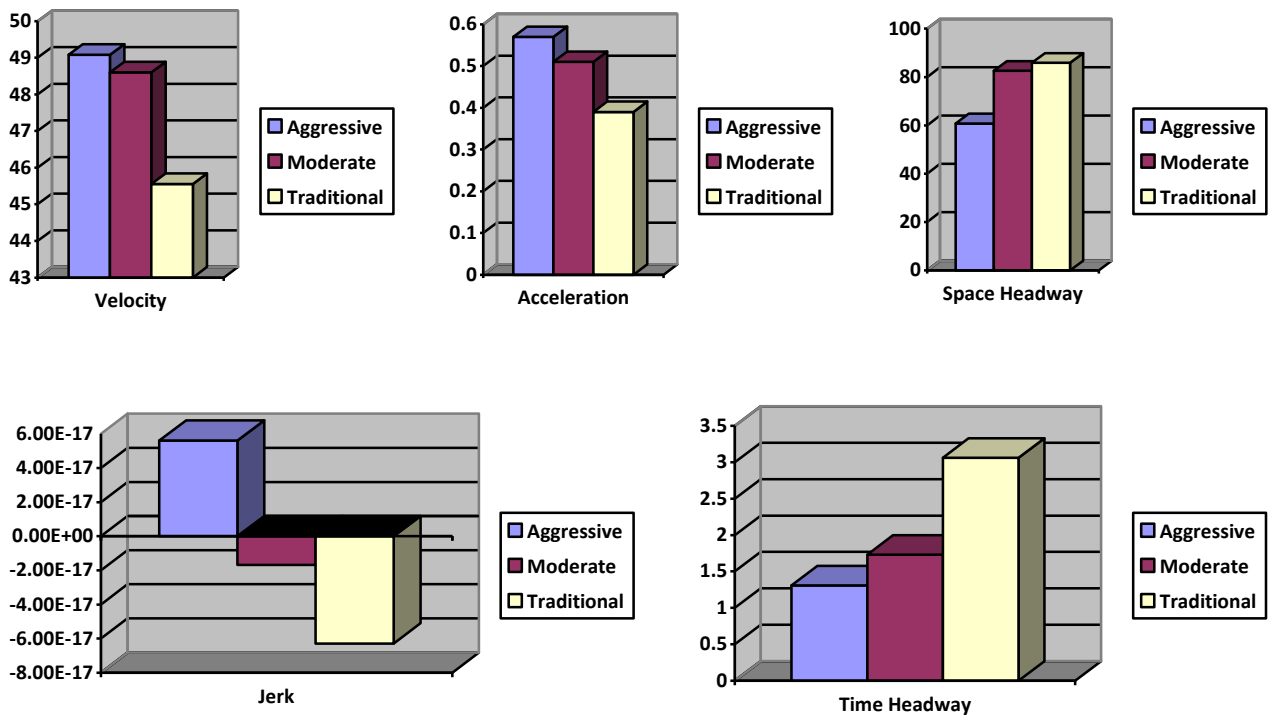 50
49
48
47
46
45
44
43
Velocity
Aggressive
Moderate
Traditional
0.6
0.5
0.4
0.3
0.2
0.1
0
Acceleration
Aggressive
Moderate
Traditional
100
80
60
40
20
0
Space Headway
Aggressive
Moderate
Traditional
6.00E-17
4.00E-17
2.00E-17
0.00E+00
-2.00E-17
-4.00E-17
-6.00E-17
-8.00E-17
Jerk
Aggressive
Moderate
Traditional
3.5
3
2.5
2
1.5
1
0.5
0
Time Headway
Aggressive
Moderate
Traditional